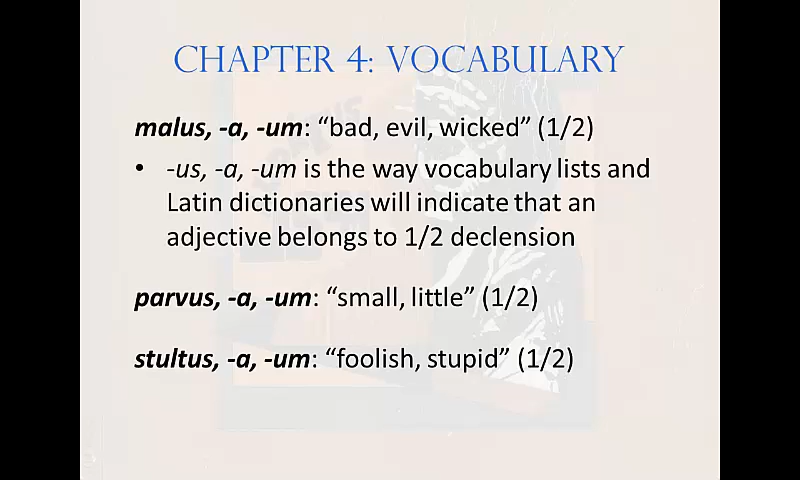 CHAPTER 4: VOCABULARY
malus, -a, -um: “bad, evil, wicked” (1/2)
• -us, -a, -um is the way vocabulary lists and
Latin dictionaries will indicate that an
adjective belongs to 1/2 declension
parvus, -a, -um: “small, little” (1/2)
stultus, -a, -um: “foolish, stupid” (1/2)